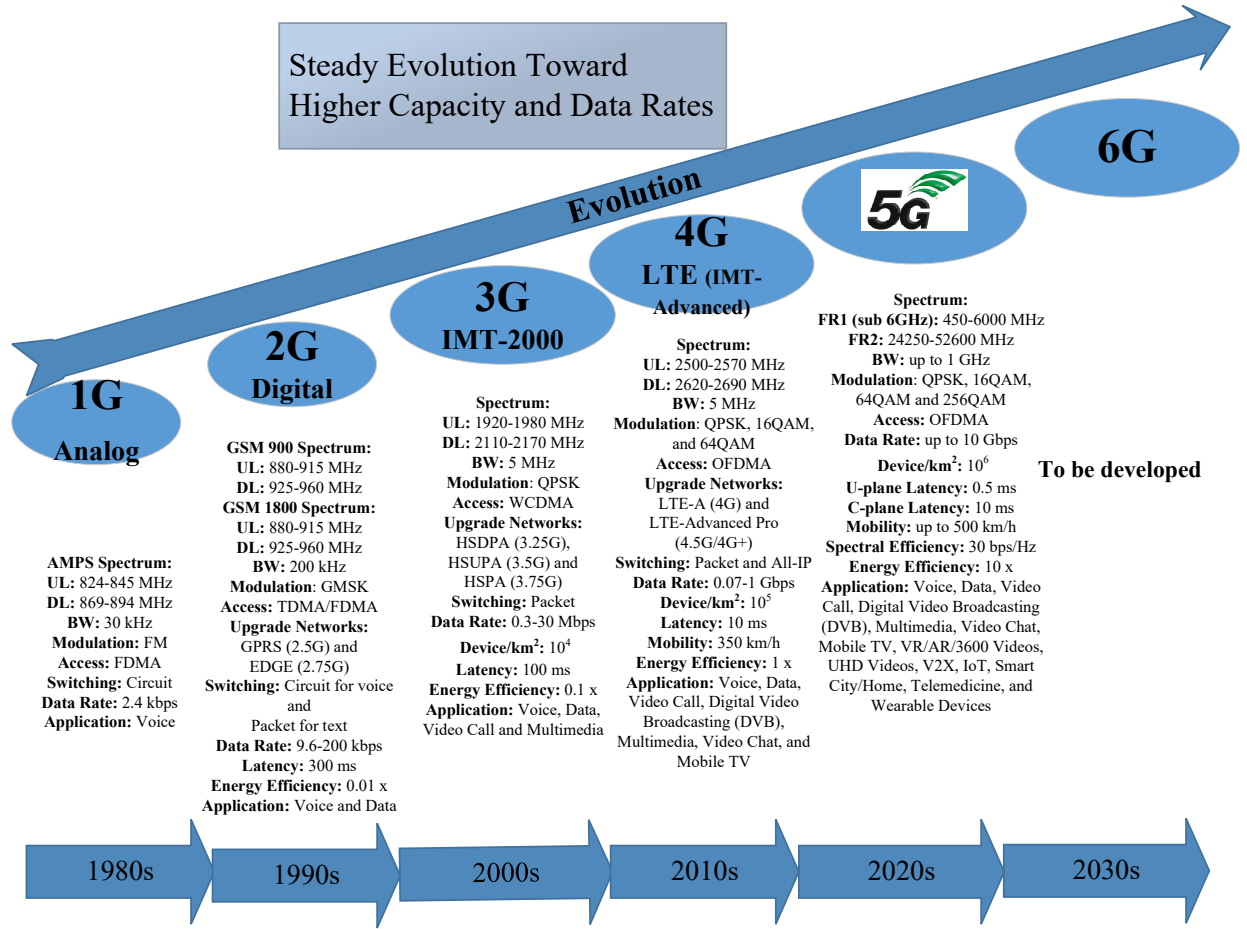 Steady Evolution Toward
Higher Capacity and Data Rates
Evolution
1G
Analog
AMPS Spectrum:
UL: 824-845 MHz
DL: 869-894 MHz
BW: 30 kHz
Modulation: FM
Access: FDMA
Switching: Circuit
Data Rate: 2.4 kbps
Application: Voice
2G
Digital
GSM 900 Spectrum:
UL: 880-915 MHz
DL: 925-960 MHz
GSM 1800 Spectrum:
UL: 880-915 MHz
DL: 925-960 MHz
BW: 200 kHz
Modulation: GMSK
Access: TDMA/FDMA
Upgrade Networks:
GPRS (2.5G) and
EDGE (2.75G)
Switching: Circuit for voice
and
Packet for text
Data Rate: 9.6-200 kbps
Latency: 300 ms
Energy Efficiency: 0.01 x
Application: Voice and Data
3G
IMT-2000
Spectrum:
UL: 1920-1980 MHz
DL: 2110-2170 MHz
BW: 5 MHz
Modulation: QPSK
Access: WCDMA
Upgrade Networks:
HSDPA (3.25G),
HSUPA (3.5G) and
HSPA (3.75G)
Switching: Packet
Data Rate: 0.3-30 Mbps
Device/km²: 10⁴
Latency: 100 ms
Energy Efficiency: 0.1 x
Application: Voice, Data,
Video Call and Multimedia
4G
LTE (IMT-
Advanced)
Spectrum:
UL: 2500-2570 MHz
DL: 2620-2690 MHz
BW: 5 MHz
Modulation: QPSK, 16QAM,
and 64QAM
Access: OFDMA
Upgrade Networks:
LTE-A (4G) and
LTE-Advanced Pro
(4.5G/4G+)
Switching: Packet and All-IP
Data Rate: 0.07-1 Gbps
Device/km²: 10⁵
Latency: 10 ms
Mobility: 350 km/h
Energy Efficiency: 1 x
Application: Voice, Data,
Video Call, Digital Video
Broadcasting (DVB),
Multimedia, Video Chat, and
Mobile TV
5G
Spectrum:
FR1 (sub 6GHz): 450-6000 MHz
FR2: 24250-52600 MHz
BW: up to 1 GHz
Modulation: QPSK, 16QAM,
64QAM and 256QAM
Access: OFDMA
Data Rate: up to 10 Gbps
Device/km²: 10⁶
U-plane Latency: 0.5 ms
C-plane Latency: 10 ms
Mobility: up to 500 km/h
Spectral Efficiency: 30 bps/Hz
Energy Efficiency: 10 x
Application: Voice, Data, Video
Call, Digital Video Broadcasting
(DVB), Multimedia, Video Chat,
Mobile TV, VR/AR/3600 Videos,
UHD Videos, V2X, IoT, Smart
City/Home, Telemedicine, and
Wearable Devices
6G
To be developed
1980s
1990s
2000s
2010s
2020s
2030s